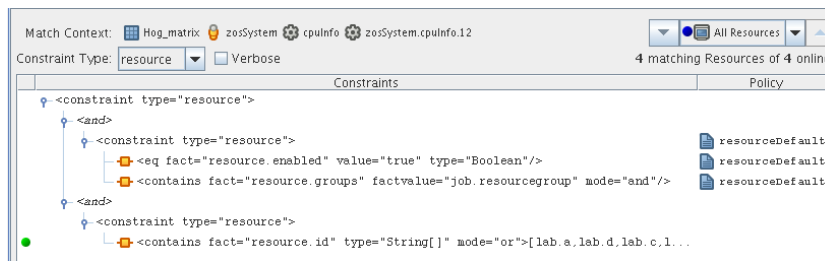 Match Context: Hog_matrix zosSystem cpuInfo zosSystem.cpuInfo.12 All Resources
Constraint Type: resource Verbose 4 matching Resources of 4 online
Constraints Policy
<constraint type="resource">
<and>
<constraint type="resource"> resourceDefault
<eq fact="resource.enabled" value="true" type="Boolean"/> resourceDefault
<contains fact="resource.groups" factvalue="job.resourcegroup" mode="and"/> resourceDefault
<and>
<constraint type="resource">
<contains fact="resource.id" type="String[]" mode="or">[lab.a,lab.d,lab.c,l...